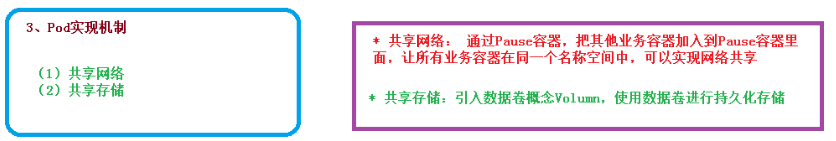 3、Pod实现机制
（1）共享网络
（2）共享存储
* 共享网络： 通过Pause容器，把其他业务容器加入到Pause容器里
面，让所有业务容器在同一个名称空间中，可以实现网络共享
* 共享存储：引入数据卷概念Volumn，使用数据卷进行持久化存储